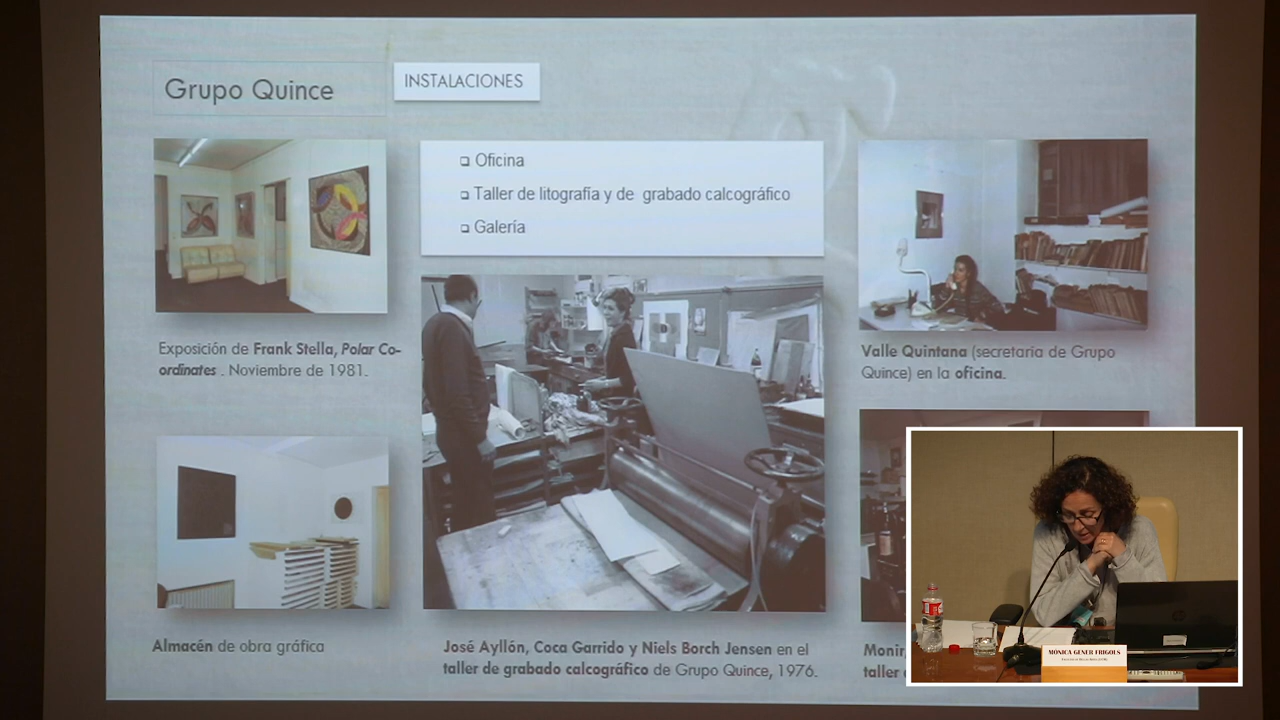 Grupo Quince
INSTALACIONES
❑ Oficina
❑ Taller de litografía y de grabado calcográfico
❑ Galería
Exposición de Frank Stella, Polar Co-
ordinates . Noviembre de 1981.
Valle Quintana (secretaria de Grupo
Quince) en la oficina.
Almacén de obra gráfica
José Ayllón, Coca Garrido y Niels Borch Jensen en el
taller de grabado calcográfico de Grupo Quince, 1976.
Monir
taller
MÓNICA GENER FRIGOLS